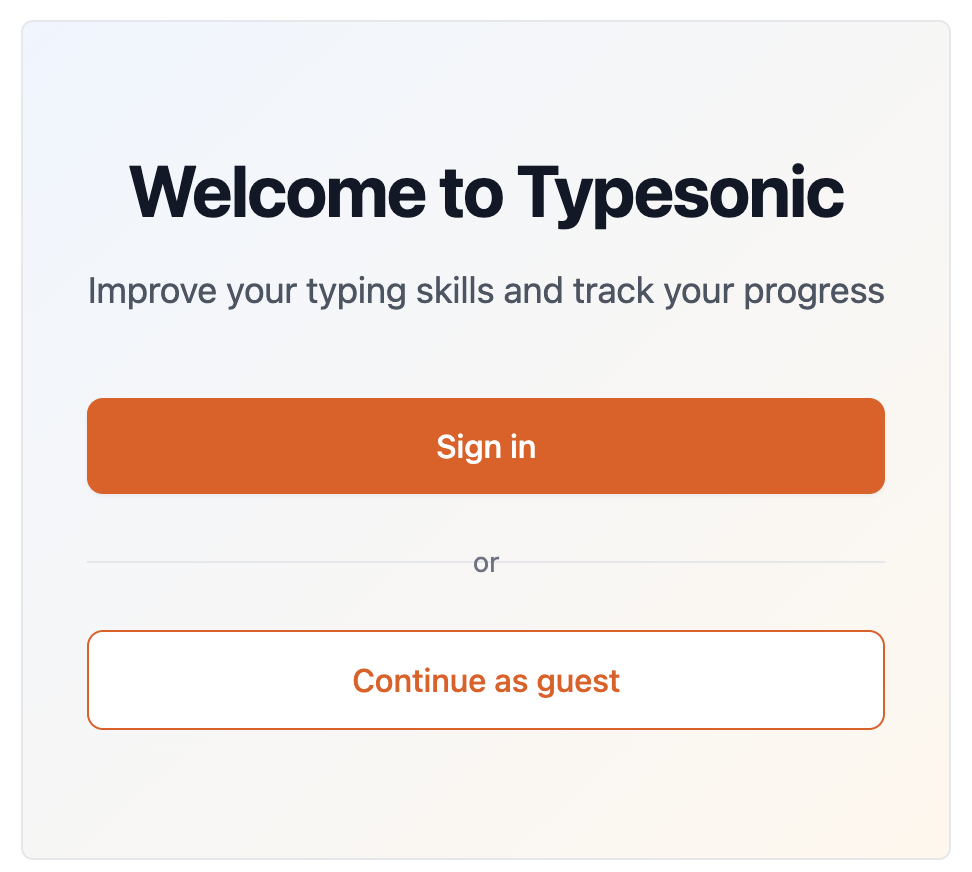 Welcome to Typesonic
Improve your typing skills and track your progress
Sign in
or
Continue as guest